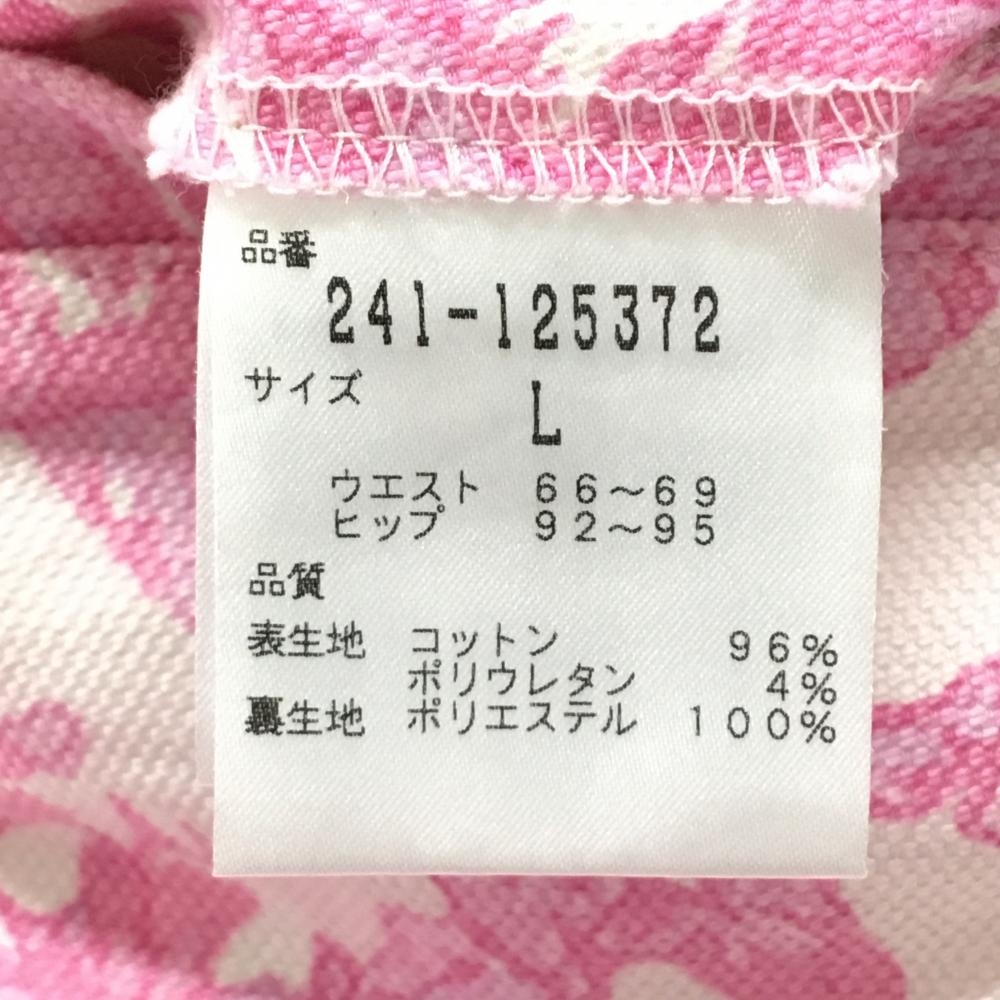 品番
241-125372
サイズ L
ウエスト 66～69
ヒップ 92～95
品質
表生地 コットン 96%
ポリウレタン 4%
裏生地 ポリエステル 100%